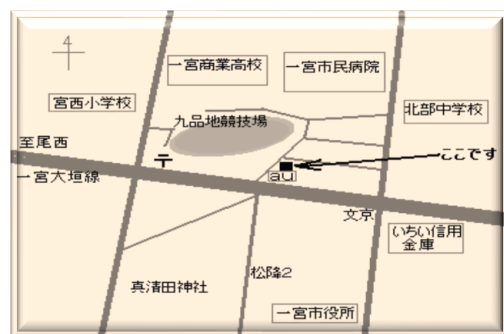 4
一宮商業高校
一宮市民病院
宮西小学校
北部中学校
九品地競技場
至尾西
〒
ここです
一宮大垣線
au
文京
いちい信用
金庫
真清田神社
松降2
一宮市役所